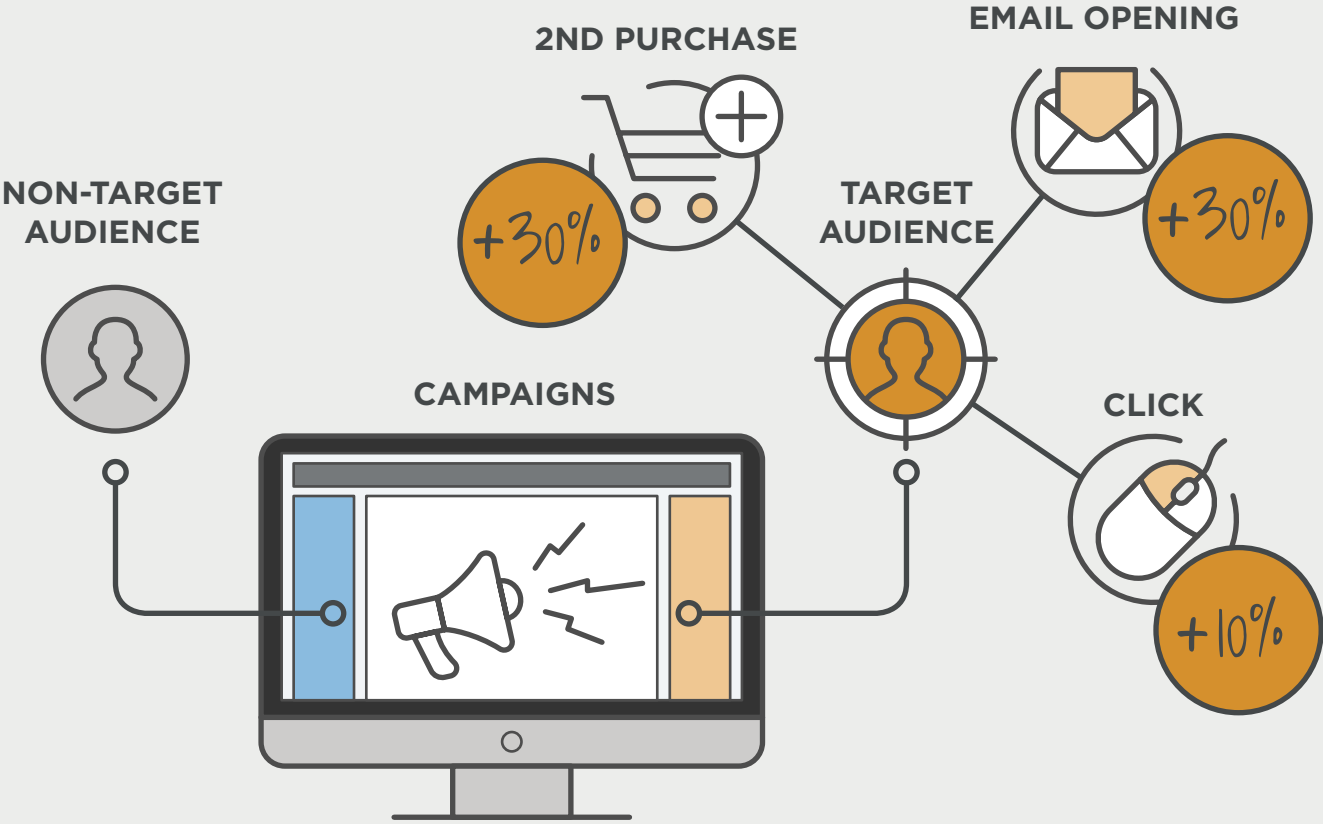 EMAIL OPENING
2ND PURCHASE
+30%
+30%
NON-TARGET
AUDIENCE
TARGET
AUDIENCE
CAMPAIGNS
CLICK
+10%